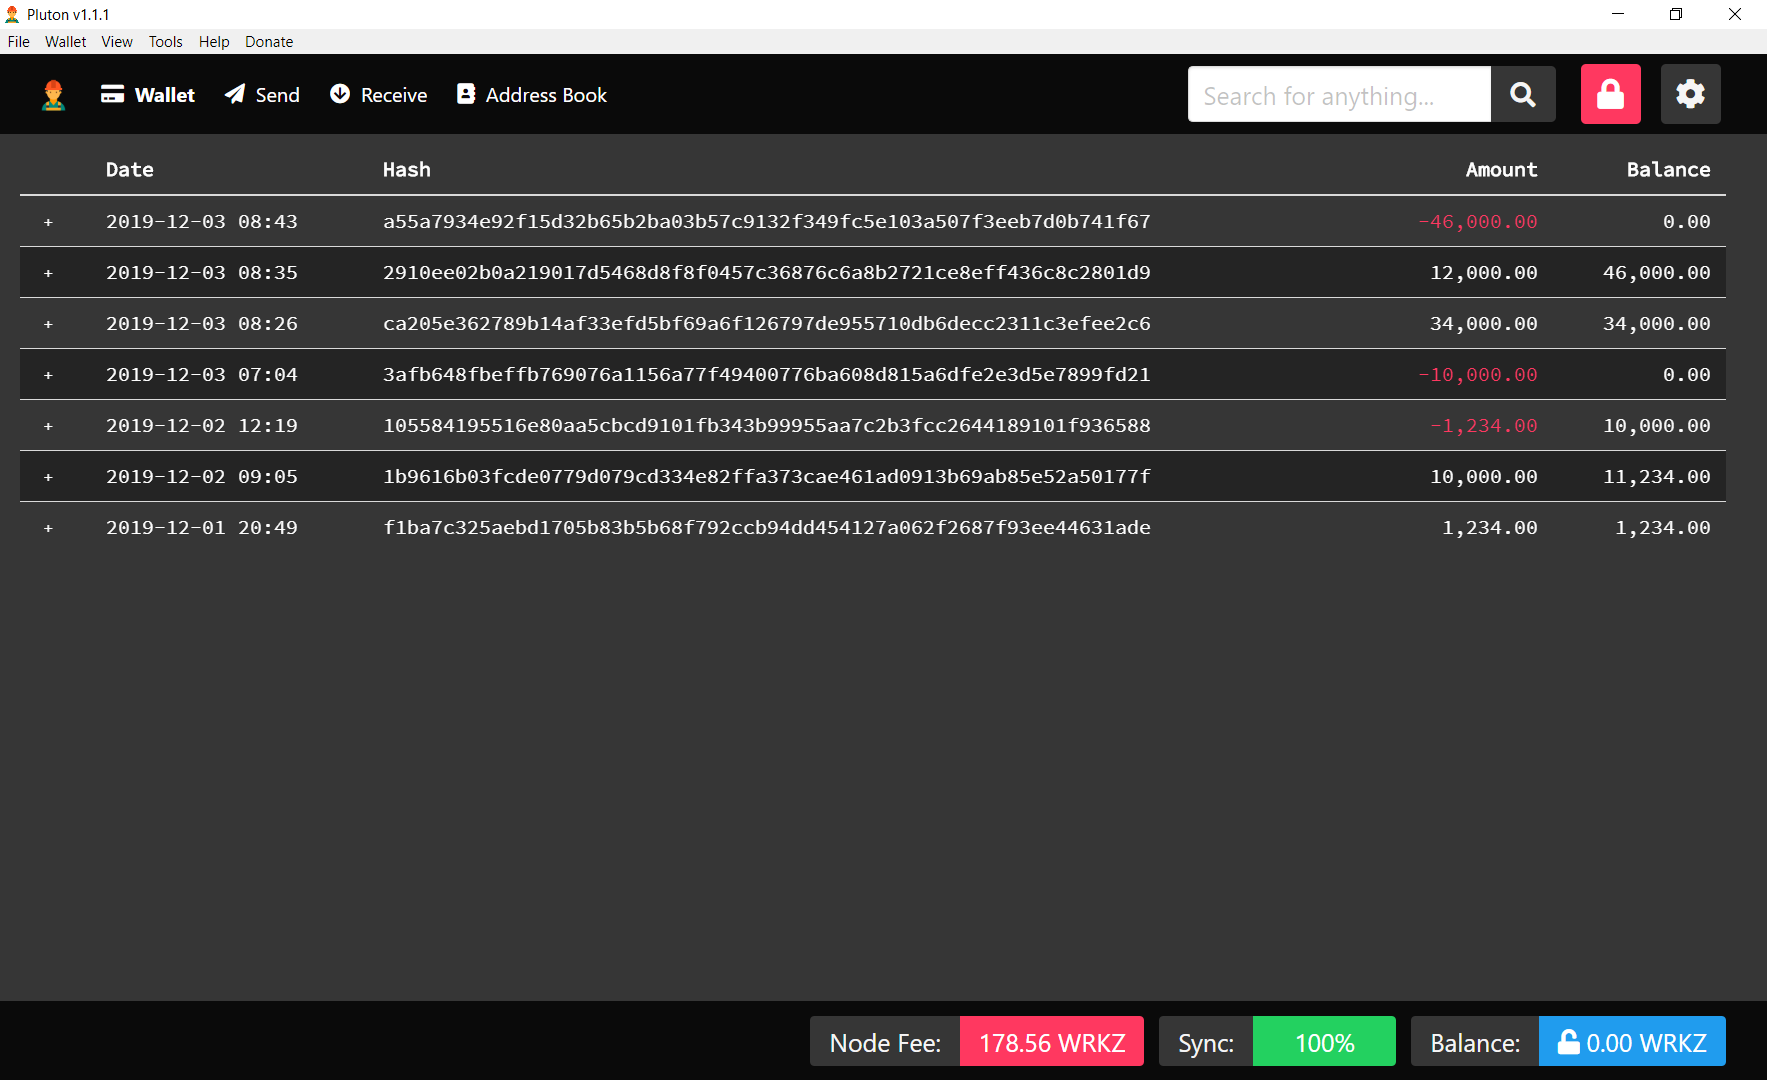 Pluton v1.1.1
File Wallet View Tools Help Donate
Wallet Send Receive Address Book Search for anything...
Date Hash Amount Balance
+ 2019-12-03 08:43 a55a7934e92f15d32b65b2ba03b57c9132f349fc5e103a507f3eeb7d0b741f67 -46,000.00 0.00
+ 2019-12-03 08:35 2910ee02b0a219017d5468d8f8f0457c36876c6a8b2721ce8eff436c8c2801d9 12,000.00 46,000.00
+ 2019-12-03 08:26 ca205e362789b14af33efd5bf69a6f126797de955710db6decc2311c3efee2c6 34,000.00 34,000.00
+ 2019-12-03 07:04 3afb648fbeffb769076a1156a77f49400776ba608d815a6dfe2e3d5e7899fd21 -10,000.00 0.00
+ 2019-12-02 12:19 105584195516e80aa5cbcd9101fb343b99955aa7c2b3fcc2644189101f936588 -1,234.00 10,000.00
+ 2019-12-02 09:05 1b9616b03fcde0779d079cd334e82ffa373cae461ad0913b69ab85e52a50177f 10,000.00 11,234.00
+ 2019-12-01 20:49 f1ba7c325aebd1705b83b5b68f792ccb94dd454127a062f2687f93ee44631ade 1,234.00 1,234.00
Node Fee: 178.56 WRKZ Sync: 100% Balance: 0.00 WRKZ